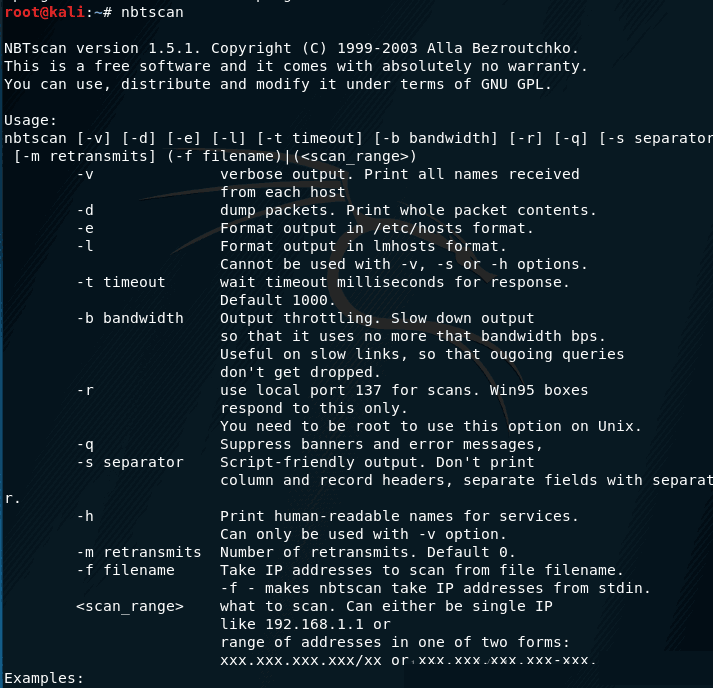 root@kali:~# nbtscan
NBTscan version 1.5.1. Copyright (C) 1999-2003 Alla Bezroutchko.
This is a free software and it comes with absolutely no warranty.
You can use, distribute and modify it under terms of GNU GPL.
Usage:
nbtscan [-v] [-d] [-e] [-l] [-t timeout] [-b bandwidth] [-r] [-q] [-s separator
[-m retransmits] (-f filename)|(<scan_range>)
-v verbose output. Print all names received
from each host
-d dump packets. Print whole packet contents.
-e Format output in /etc/hosts format.
-l Format output in lmhosts format.
Cannot be used with -v, -s or -h options.
-t timeout wait timeout milliseconds for response.
Default 1000.
-b bandwidth Output throttling. Slow down output
so that it uses no more that bandwidth bps.
Useful on slow links, so that ougoing queries
don't get dropped.
-r use local port 137 for scans. Win95 boxes
respond to this only.
You need to be root to use this option on Unix.
-q Suppress banners and error messages,
-s separator Script-friendly output. Don't print
column and record headers, separate fields with separat
r.
-h Print human-readable names for services.
Can only be used with -v option.
-m retransmits Number of retransmits. Default 0.
-f filename Take IP addresses to scan from file filename.
-f - makes nbtscan take IP addresses from stdin.
<scan_range> what to scan. Can either be single IP
like 192.168.1.1 or
range of addresses in one of two forms:
xxx.xxx.xxx.xxx/xx or xxx.xxx.xxx.xxx-xxx.
Examples: